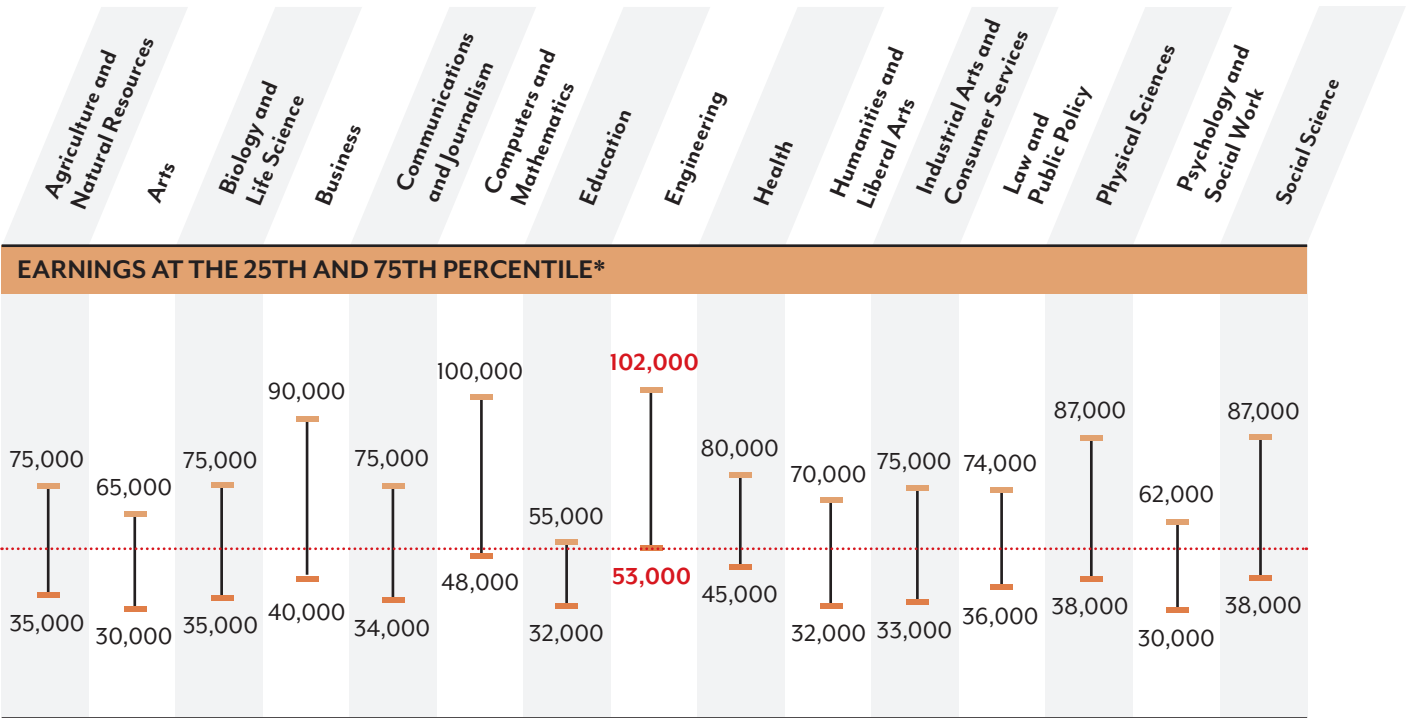 Agriculture and
Natural Resources
Arts
Biology and
Life Science
Business
Communications
and Journalism
Computers and
Mathematics
Education
Engineering
Health
Humanities and
Liberal Arts
Industrial Arts and
Consumer Services
Law and
Public Policy
Physical Sciences
Psychology and
Social Work
Social Science
EARNINGS AT THE 25TH AND 75TH PERCENTILE*
75,000
35,000
65,000
30,000
75,000
35,000
90,000
40,000
75,000
34,000
100,000
48,000
55,000
32,000
102,000
53,000
80,000
45,000
70,000
32,000
75,000
33,000
74,000
36,000
87,000
38,000
62,000
30,000
87,000
38,000